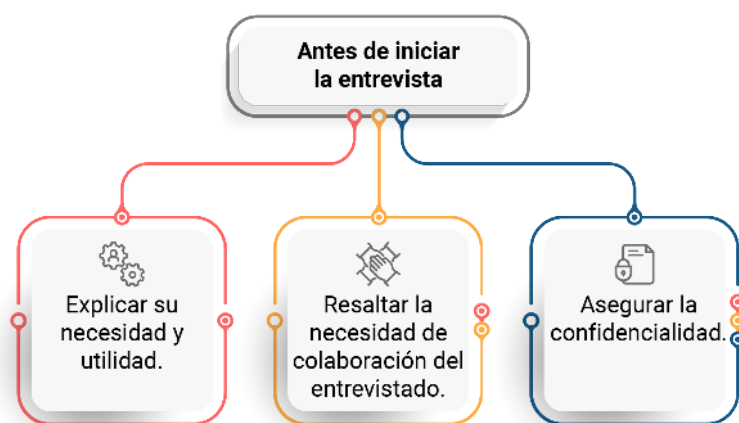 Antes de iniciar
la entrevista
Explicar su
necesidad y
utilidad.
Resaltar la
necesidad de
colaboración del
entrevistado.
Asegurar la
confidencialidad.